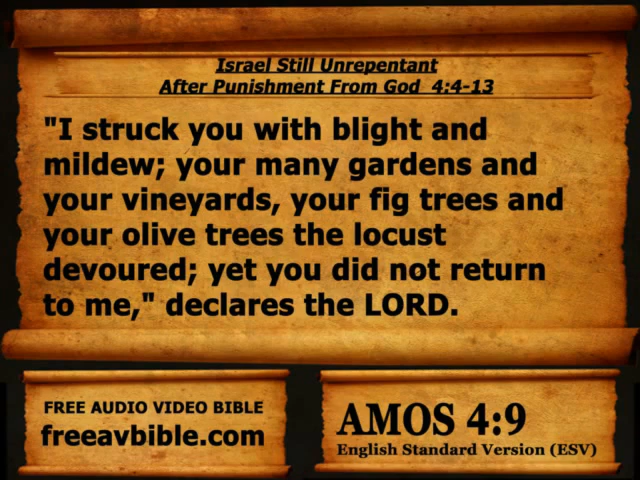 Israel Still Unrepentant
After Punishment From God  4:4-13
"I struck you with blight and
mildew; your many gardens and
your vineyards, your fig trees and
your olive trees the locust
devoured; yet you did not return
to me," declares the LORD.
FREE AUDIO VIDEO BIBLE
freeavbible.com
AMOS 4:9
English Standard Version (ESV)